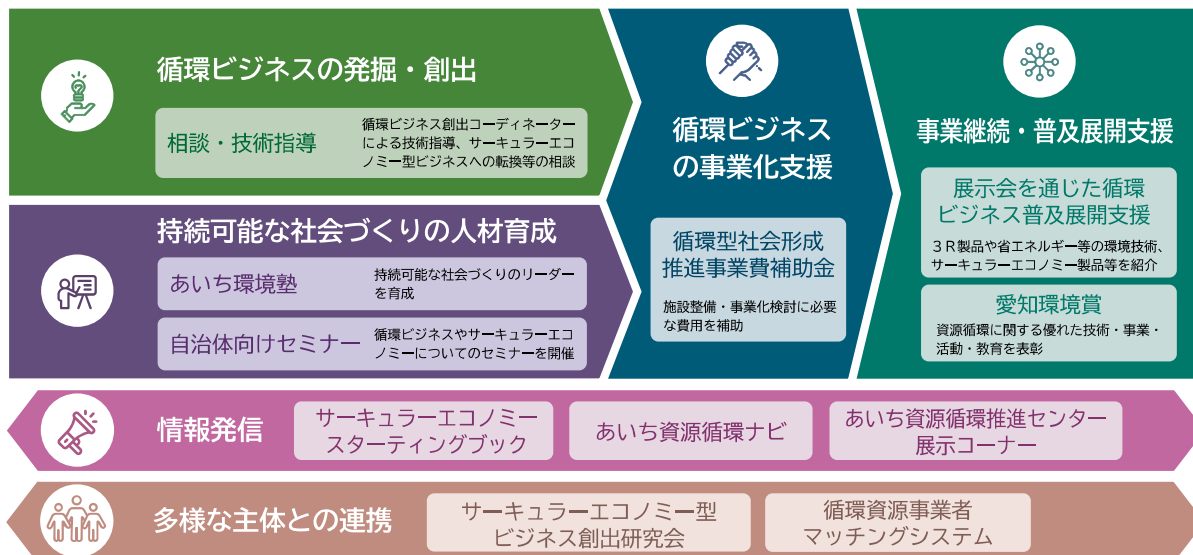 循環ビジネスの発掘・創出
相談・技術指導
循環ビジネス創出コーディネーター
による技術指導、サーキュラーエコ
ノミー型ビジネスへの転換等の相談
持続可能な社会づくりの人材育成
あいち環境塾
持続可能な社会づくりのリーダー
を育成
自治体向けセミナー
循環ビジネスやサーキュラーエコ
ノミーについてのセミナーを開催
循環ビジネス
の事業化支援
循環型社会形成
推進事業費補助金
施設整備・事業化検討に必要
な費用を補助
事業継続・普及展開支援
展示会を通じた循環
ビジネス普及展開支援
３Ｒ製品や省エネルギー等の環境技術、
サーキュラーエコノミー製品等を紹介
愛知環境賞
資源循環に関する優れた技術・事業・
活動・教育を表彰
情報発信
サーキュラーエコノミー
スターティングブック
あいち資源循環ナビ
あいち資源循環推進センター
展示コーナー
多様な主体との連携
サーキュラーエコノミー型
ビジネス創出研究会
循環資源事業者
マッチングシステム